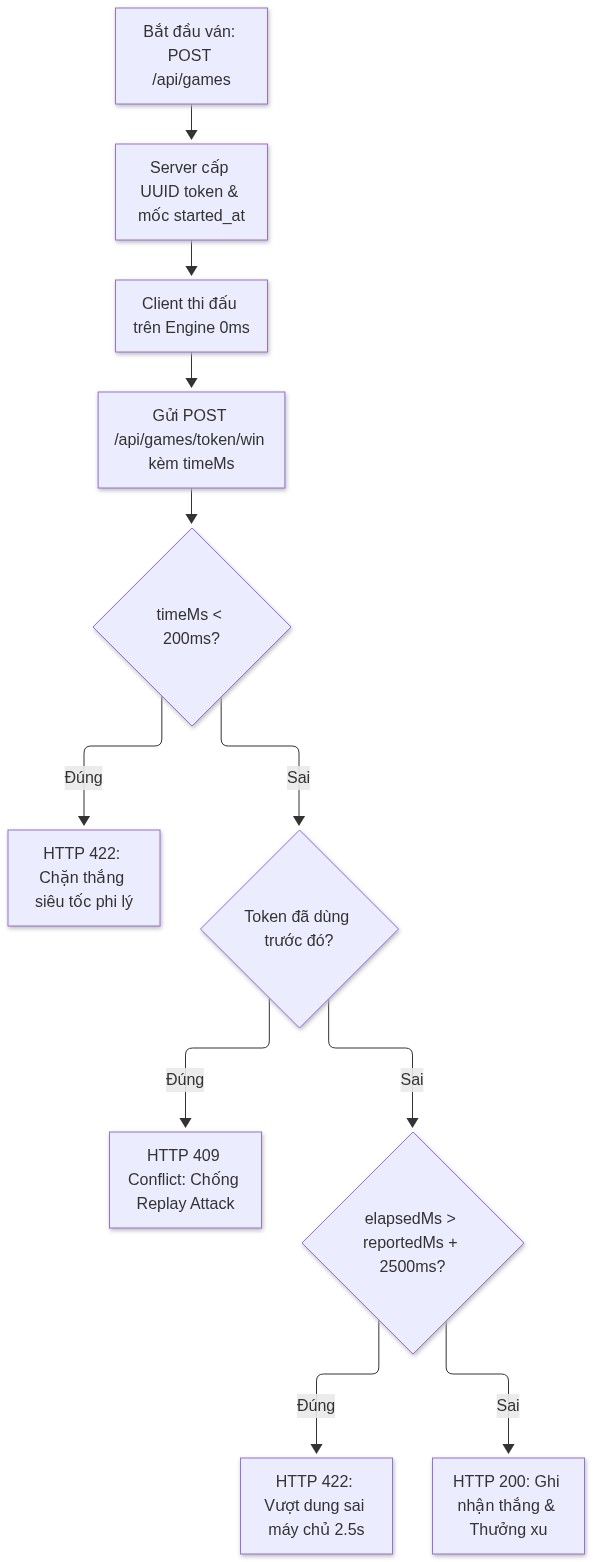 Bắt đầu ván:
POST
/api/games
Server cấp
UUID token &
mốc started_at
Client thi đấu
trên Engine 0ms
Gửi POST
/api/games/token/win
kèm timeMs
timeMs <
200ms?
Đúng
Sai
HTTP 422:
Chặn thắng
siêu tốc phi lý
Token đã dùng
trước đó?
Đúng
Sai
HTTP 409
Conflict: Chống
Replay Attack
elapsedMs >
reportedMs +
2500ms?
Đúng
Sai
HTTP 422:
Vượt dung sai
máy chủ 2.5s
HTTP 200: Ghi
nhận thắng &
Thưởng xu